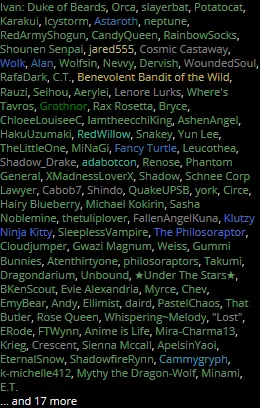 Ivan: Duke of Beards, Orca, slayerbat, Potatocat,
Karakui, Icystorm, Astaroth, neptune,
RedArmyShogun, CandyQueen, RainbowSocks,
Shounen Senpai, jared555, Cosmic Castaway,
Wolk, Alan, Wolfsin, Nevvy, Dervish, WoundedSoul,
RafaDark, C.T., Benevolent Bandit of the Wild,
Rauzi, Seihou, Aerylei, Lenore Lurks, Where's
Tavros, Grothnor, Rax Rosetta, Bryce,
ChloeeLouiseeC, IamtheecchiKing, AshenAngel,
HakuUzumaki, RedWillow, Snakey, Yun Lee,
TheLittleOne, MiNaGi, Fancy Turtle, Leucothea,
Shadow_Drake, adabotcon, Renose, Phantom
General, XMadnessLoverX, Shadow, Schnee Corp
Lawyer, Cabob7, Shindo, QuakeUPSB, york, Circe,
Hairy Blueberry, Michael Kokirin, Sasha
Noblemine, thetuliplover, FallenAngelKuna, Klutzy
Ninja Kitty, SleeplessVampire, The Philosoraptor,
Cloudjumper, Gwazi Magnum, Weiss, Gummi
Bunnies, Atenthirtyone, philosoraptors, Takumi,
Dragondarium, Unbound, ★Under The Stars★,
BKenScout, Evie Alexandria, Myrce, Chev,
EmyBear, Andy, Ellimist, daird, PastelChaos, That
Butler, Rose Queen, Whispering~Melody, "Lost",
ERode, FTWynn, Anime is Life, Mira-Charma13,
Krieg, Crescent, Sienna Mccall, ApelsinYaoi,
EternalSnow, ShadowfireRynn, Cammygryph,
k-michelle412, Mythy the Dragon-Wolf, Minami,
E.T.
... and 17 more